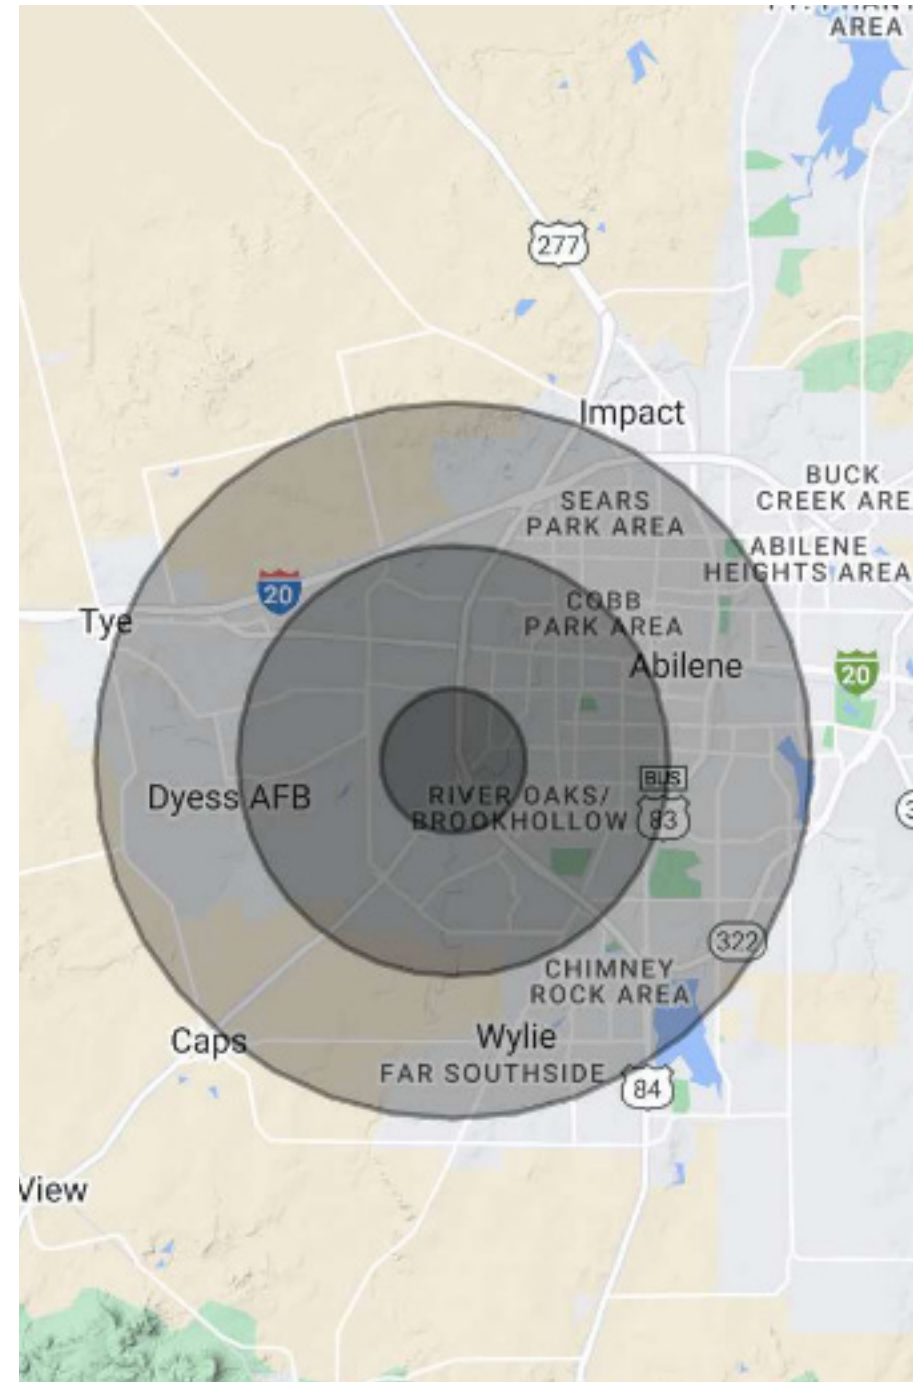 AREA
277
Impact
BUCK
CREEK ARE
SEARS
PARK AREA
ABILENE
HEIGHTS AREA
20
COBB
PARK AREA
Tye
Abilene
20
Dyess AFB
BUS
83
RIVER OAKS/
BROOKHOLLOW
3
322
CHIMNEY
ROCK AREA
Caps
Wylie
FAR SOUTHSIDE
84
View